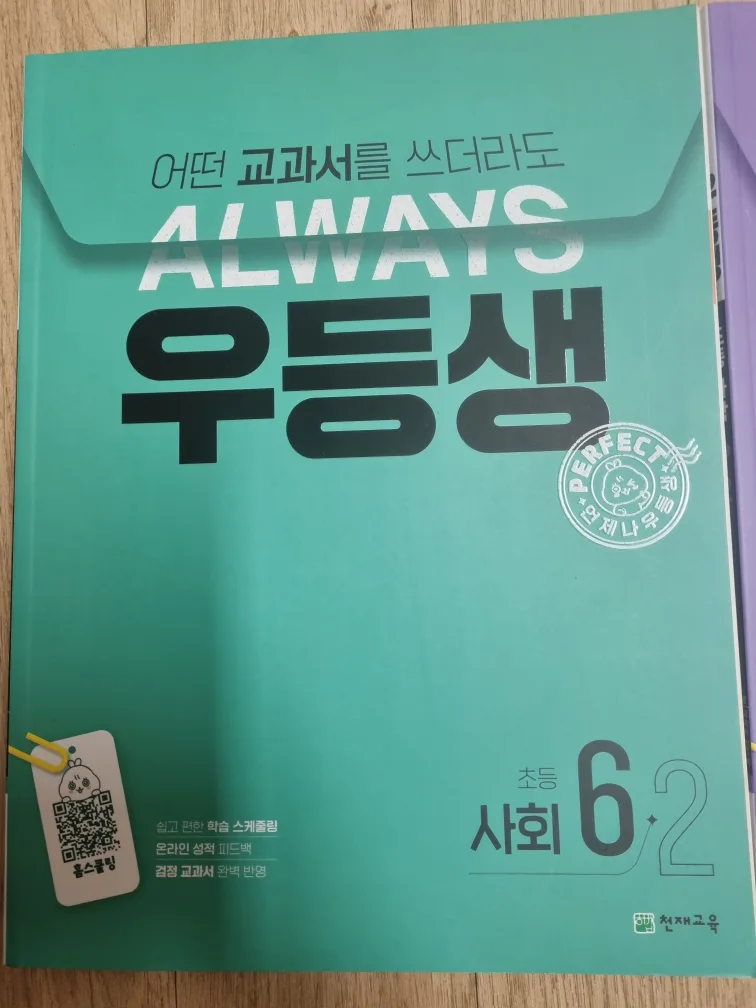 어떤 교과서를 쓰더라도
ALWAYS
우등생
PERFECT
언제나우등생
초등
사회 6·2
쉽고 편한 학습 스케줄링
온라인 성적 피드백
검정 교과서 완벽 반영
홈스쿨링
천재교육